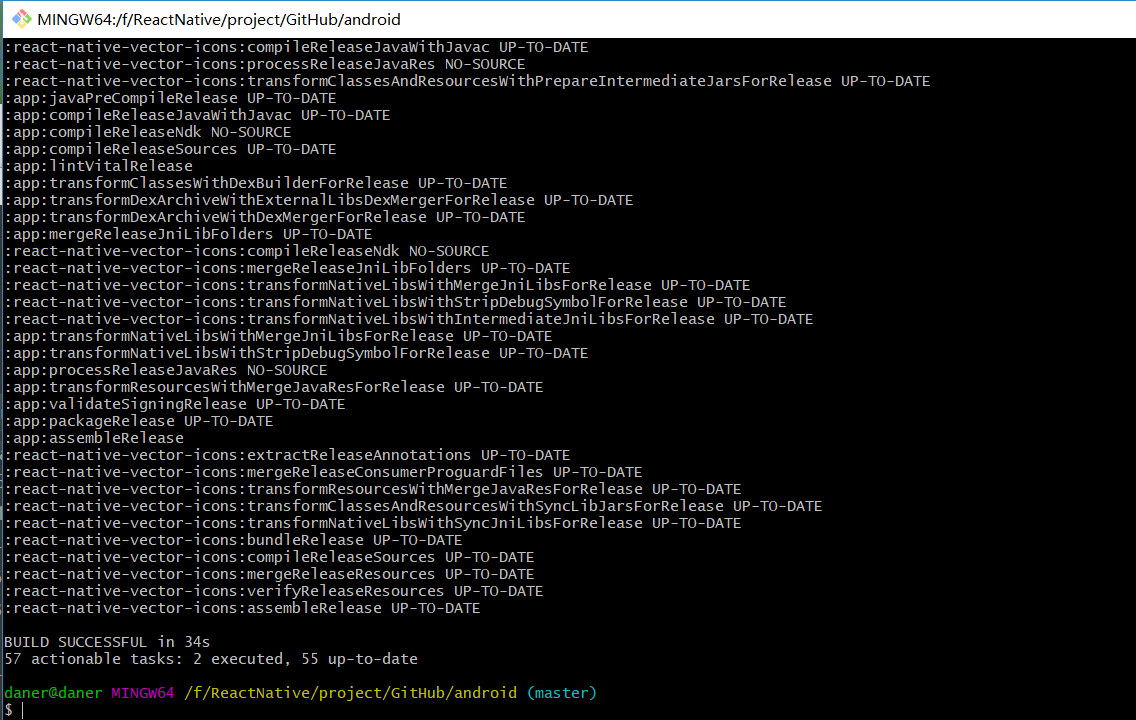 MINGW64:/f/ReactNative/project/GitHub/android
:react-native-vector-icons:compileReleaseJavaWithJavac UP-TO-DATE
:react-native-vector-icons:processReleaseJavaRes NO-SOURCE
:react-native-vector-icons:transformClassesAndResourcesWithPrepareIntermediateJarsForRelease UP-TO-DATE
:app:javaPreCompileRelease UP-TO-DATE
:app:compileReleaseJavaWithJavac UP-TO-DATE
:app:compileReleaseNdk NO-SOURCE
:app:compileReleaseSources UP-TO-DATE
:app:lintVitalRelease
:app:transformClassesWithDexBuilderForRelease UP-TO-DATE
:app:transformDexArchiveWithExternalLibsDexMergerForRelease UP-TO-DATE
:app:transformDexArchiveWithDexMergerForRelease UP-TO-DATE
:app:mergeReleaseJniLibFolders UP-TO-DATE
:react-native-vector-icons:compileReleaseNdk NO-SOURCE
:react-native-vector-icons:mergeReleaseJniLibFolders UP-TO-DATE
:react-native-vector-icons:transformNativeLibsWithMergeJniLibsForRelease UP-TO-DATE
:react-native-vector-icons:transformNativeLibsWithStripDebugSymbolForRelease UP-TO-DATE
:react-native-vector-icons:transformNativeLibsWithIntermediateJniLibsForRelease UP-TO-DATE
:app:transformNativeLibsWithMergeJniLibsForRelease UP-TO-DATE
:app:transformNativeLibsWithStripDebugSymbolForRelease UP-TO-DATE
:app:processReleaseJavaRes NO-SOURCE
:app:transformResourcesWithMergeJavaResForRelease UP-TO-DATE
:app:validateSigningRelease UP-TO-DATE
:app:packageRelease UP-TO-DATE
:app:assembleRelease
:react-native-vector-icons:extractReleaseAnnotations UP-TO-DATE
:react-native-vector-icons:mergeReleaseConsumerProguardFiles UP-TO-DATE
:react-native-vector-icons:transformResourcesWithMergeJavaResForRelease UP-TO-DATE
:react-native-vector-icons:transformClassesAndResourcesWithSyncLibJarsForRelease UP-TO-DATE
:react-native-vector-icons:transformNativeLibsWithSyncJniLibsForRelease UP-TO-DATE
:react-native-vector-icons:bundleRelease UP-TO-DATE
:react-native-vector-icons:compileReleaseSources UP-TO-DATE
:react-native-vector-icons:mergeReleaseResources UP-TO-DATE
:react-native-vector-icons:verifyReleaseResources UP-TO-DATE
:react-native-vector-icons:assembleRelease UP-TO-DATE
BUILD SUCCESSFUL in 34s
57 actionable tasks: 2 executed, 55 up-to-date
daner@daner MINGW64 /f/ReactNative/project/GitHub/android (master)
$